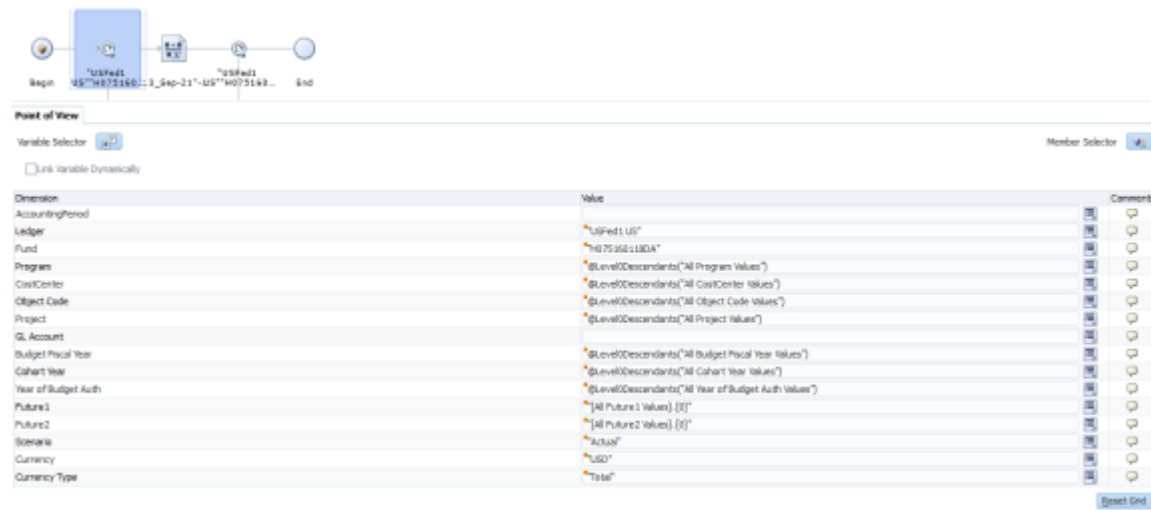 "USFed1 "USFed1
Begin US""H075160...3_Sep-21"-US""H075160... End
Point of View
Variable Selector Member Selector
Link Variable Dynamically
Dimension Value Comment
AccountingPeriod
Ledger "USFed1 US"
Fund
Program @Level0Descendants("All Program Values")
CostCenter @Level0Descendants("All CostCenter Values")
Object Code @Level0Descendants("All Object Code Values")
Project @Level0Descendants("All Project Values")
GL Account
Budget Fiscal Year @Level0Descendants("All Budget Fiscal Year Values")
Cohort Year @Level0Descendants("All Cohort Year Values")
Year of Budget Auth @Level0Descendants("All Year of Budget Auth Values")
Future1 "[All Future1 Values].[0]"
Future2 "[All Future2 Values].[0]"
Scenario "Actual"
Currency "USD"
Currency Type "Total"
Reset Grid